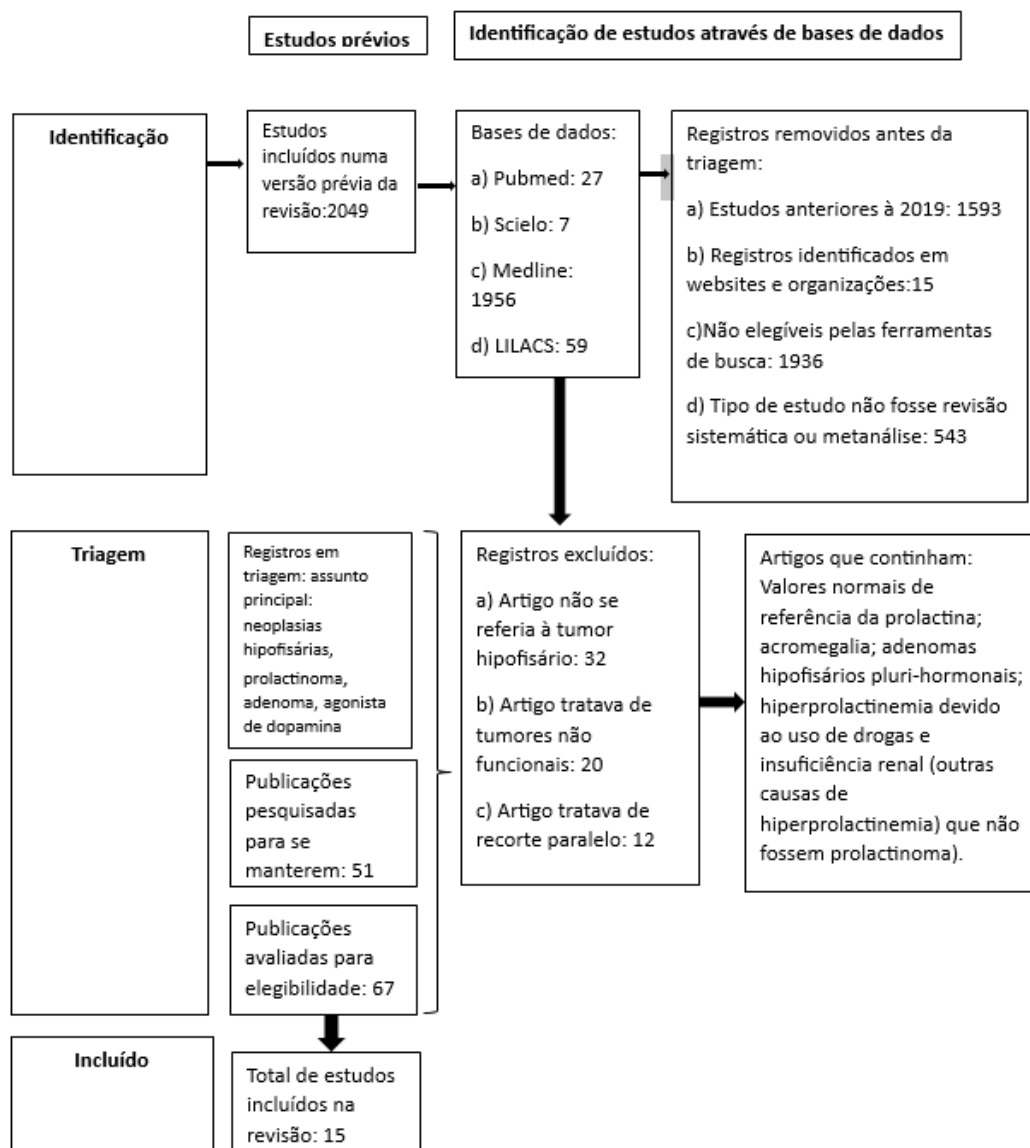 Estudos prévios
Identificação de estudos através de bases de dados
Identificação
Estudos
incluídos numa
versão prévia da
revisão:2049
Bases de dados:
a) Pubmed: 27
b) Scielo: 7
c) Medline:
1956
d) LILACS: 59
Registros removidos antes da
triagem:
a) Estudos anteriores à 2019: 1593
b) Registros identificados em
websites e organizações:15
c)Não elegíveis pelas ferramentas
de busca: 1936
d) Tipo de estudo não fosse revisão
sistemática ou metanálise: 543
Triagem
Registros em
triagem: assunto
principal:
neoplasias
hipofisárias,
prolactinoma,
adenoma, agonista
de dopamina
Publicações
pesquisadas
para se
manterem: 51
Publicações
avaliadas para
elegibilidade: 67
Registros excluídos:
a) Artigo não se
referia à tumor
hipofisário: 32
b) Artigo tratava de
tumores não
funcionais: 20
c) Artigo tratava de
recorte paralelo: 12
Artigos que continham:
Valores normais de
referência da prolactina;
acromegalia; adenomas
hipofisários pluri-hormonais;
hiperprolactinemia devido
ao uso de drogas e
insuficiência renal (outras
causas de
hiperprolactinemia) que não
fossem prolactinoma).
Incluído
Total de estudos
incluídos na
revisão: 15